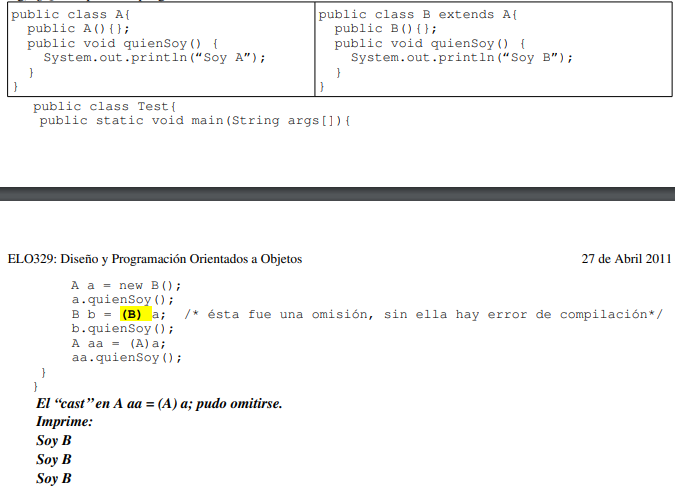 public class A{
public A(){};
public void quienSoy() {
System.out.println(“Soy A”);
}
}
public class B extends A{
public B(){};
public void quienSoy() {
System.out.println(“Soy B”);
}
}
public class Test{
public static void main(String args[]){
ELO329: Diseño y Programación Orientados a Objetos
27 de Abril 2011
A a = new B();
a.quienSoy();
B b = (B) a; /* ésta fue una omisión, sin ella hay error de compilación*/
b.quienSoy();
A aa = (A)a;
aa.quienSoy();
}
}
El “cast” en A aa = (A) a; pudo omitirse.
Imprime:
Soy B
Soy B
Soy B